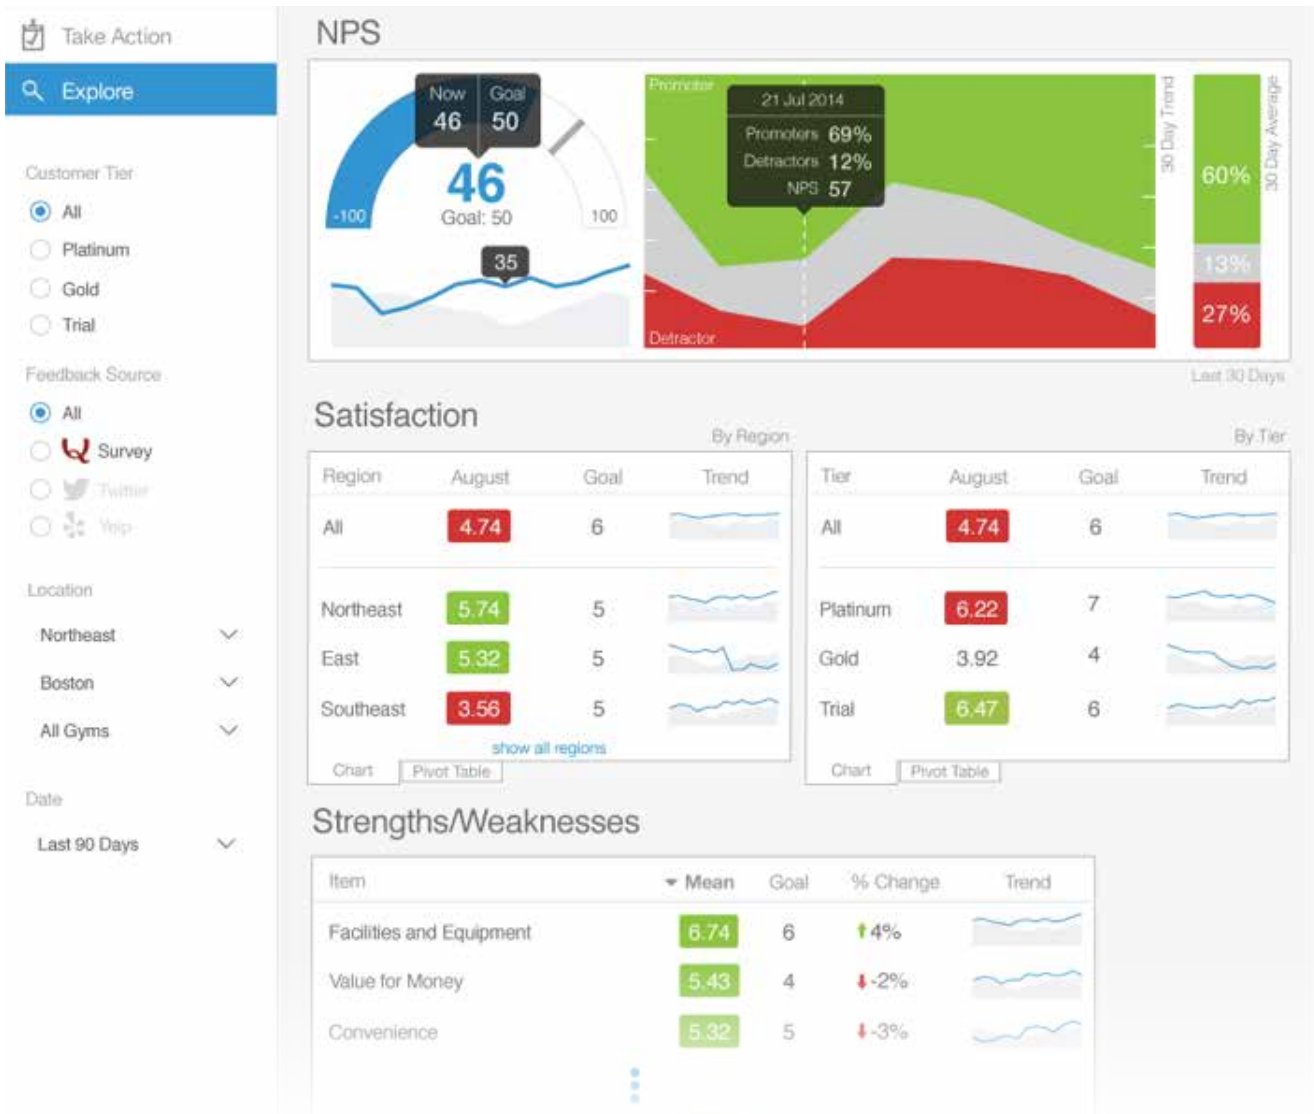 Take Action
Explore
Customer Tier
All
Platinum
Gold
Trial
Feedback Source
All
Survey
Twitter
Yelp
Location
Northeast
Boston
All Gyms
Date
Last 90 Days
NPS
Now Goal
46 50
46
Goal: 50
-100
100
35
Promoter
21 Jul 2014
Promoters 69%
Detractors 12%
NPS 57
Detractor
30 Day Trend
60%
13%
27%
30 Day Average
Last 30 Days
Satisfaction
By Region
Region August Goal Trend
All 4.74 6
Northeast 5.74 5
East 5.32 5
Southeast 3.56 5
show all regions
Chart Pivot Table
By Tier
Tier August Goal Trend
All 4.74 6
Platinum 6.22 7
Gold 3.92 4
Trial 6.47 6
Chart Pivot Table
Strengths/Weaknesses
Item Mean Goal % Change Trend
Facilities and Equipment 6.74 6 4%
Value for Money 5.43 4 -2%
Convenience 5.32 5 -3%